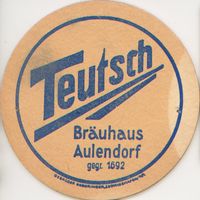 Teutsch
Bräuhaus
Aulendorf
gegr. 1692